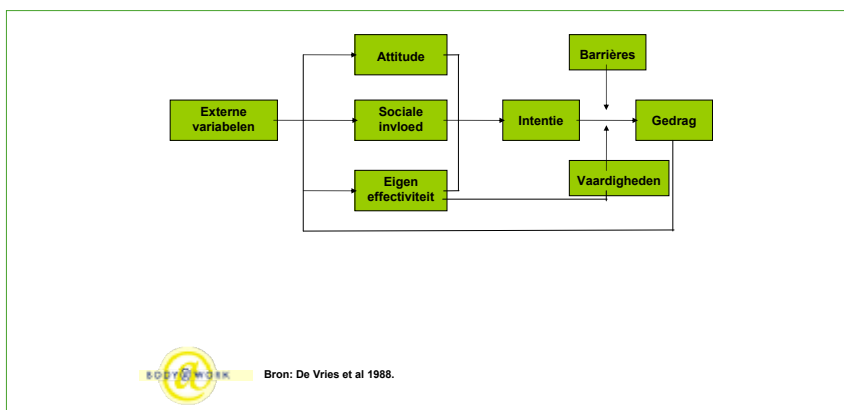 Attitude
Barrières
Externe
variabelen
Sociale
invloed
Intentie
Gedrag
Eigen
effectiviteit
Vaardigheden
BODY@WORK
Bron: De Vries et al 1988.